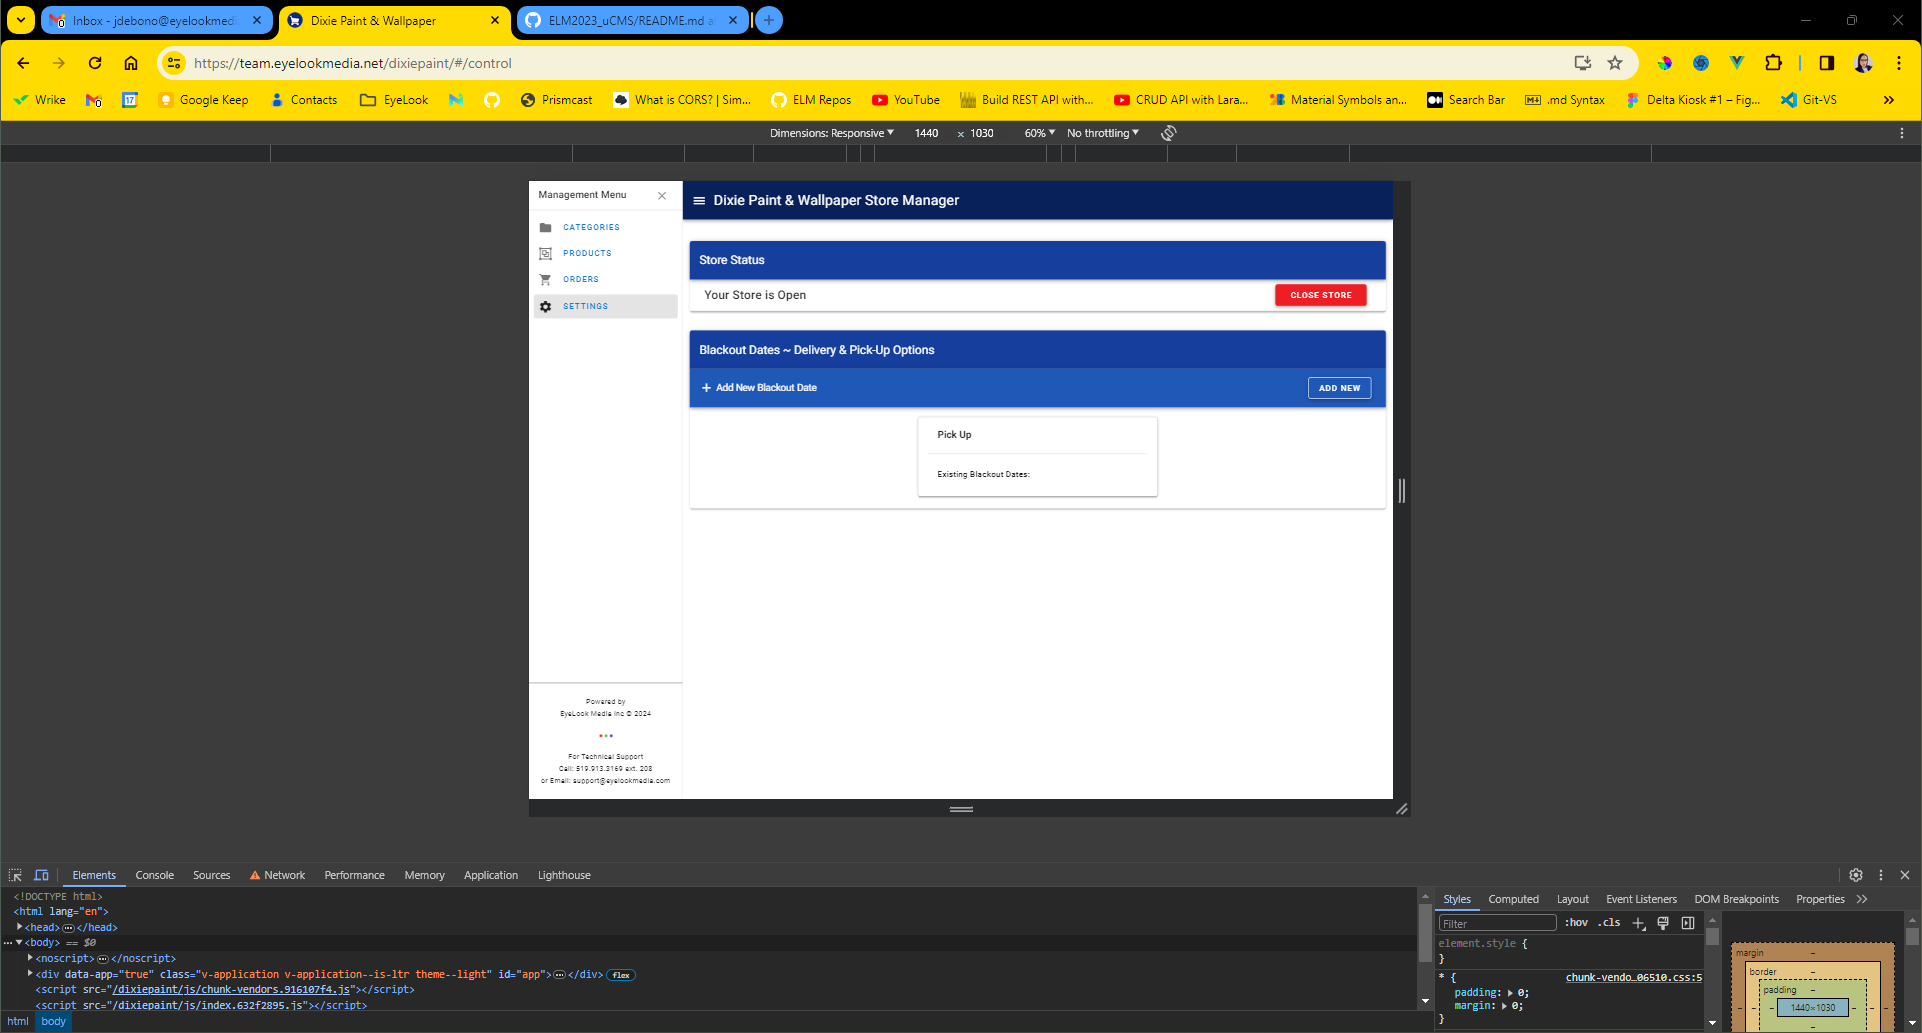 Inbox - jdebono@eyelookmedi
Dixie Paint & Wallpaper
ELM2023_uCMS/README.md a
https://team.eyelookmedia.net/dixiepaint/#/control
Wrike
17
Google Keep
Contacts
EyeLook
Prismcast
What is CORS? | Sim...
ELM Repos
YouTube
Build REST API with...
CRUD API with Lara...
Material Symbols an...
Search Bar
.md Syntax
Delta Kiosk #1 – Fig...
Git-VS
Dimensions: Responsive 1440 x 1030 60% No throttling
Management Menu
CATEGORIES
PRODUCTS
ORDERS
SETTINGS
Dixie Paint & Wallpaper Store Manager
Store Status
Your Store is Open
CLOSE STORE
Blackout Dates ~ Delivery & Pick-Up Options
+ Add New Blackout Date
ADD NEW
Pick Up
Existing Blackout Dates:
Powered by
EyeLook Media Inc © 2024
For Technical Support
Call: 519.913.3169 ext. 208
or Email: support@eyelookmedia.com
Elements Console Sources Network Performance Memory Application Lighthouse
<!DOCTYPE html>
<html lang="en">
<head>…</head>
<body> == $0
<noscript>…</noscript>
<div data-app="true" class="v-application v-application--is-ltr theme--light" id="app">…</div> flex
<script src="/dixiepaint/js/chunk-vendors.916107f4.js"></script>
<script src="/dixiepaint/js/index.632f2895.js"></script>
html body
Styles Computed Layout Event Listeners DOM Breakpoints Properties
Filter :hov .cls
element.style {
}
* { chunk-vendo…06510.css:5
padding: 0;
margin: 0;
}
margin –
border –
padding –
– – – 1440×1030 – – –
–